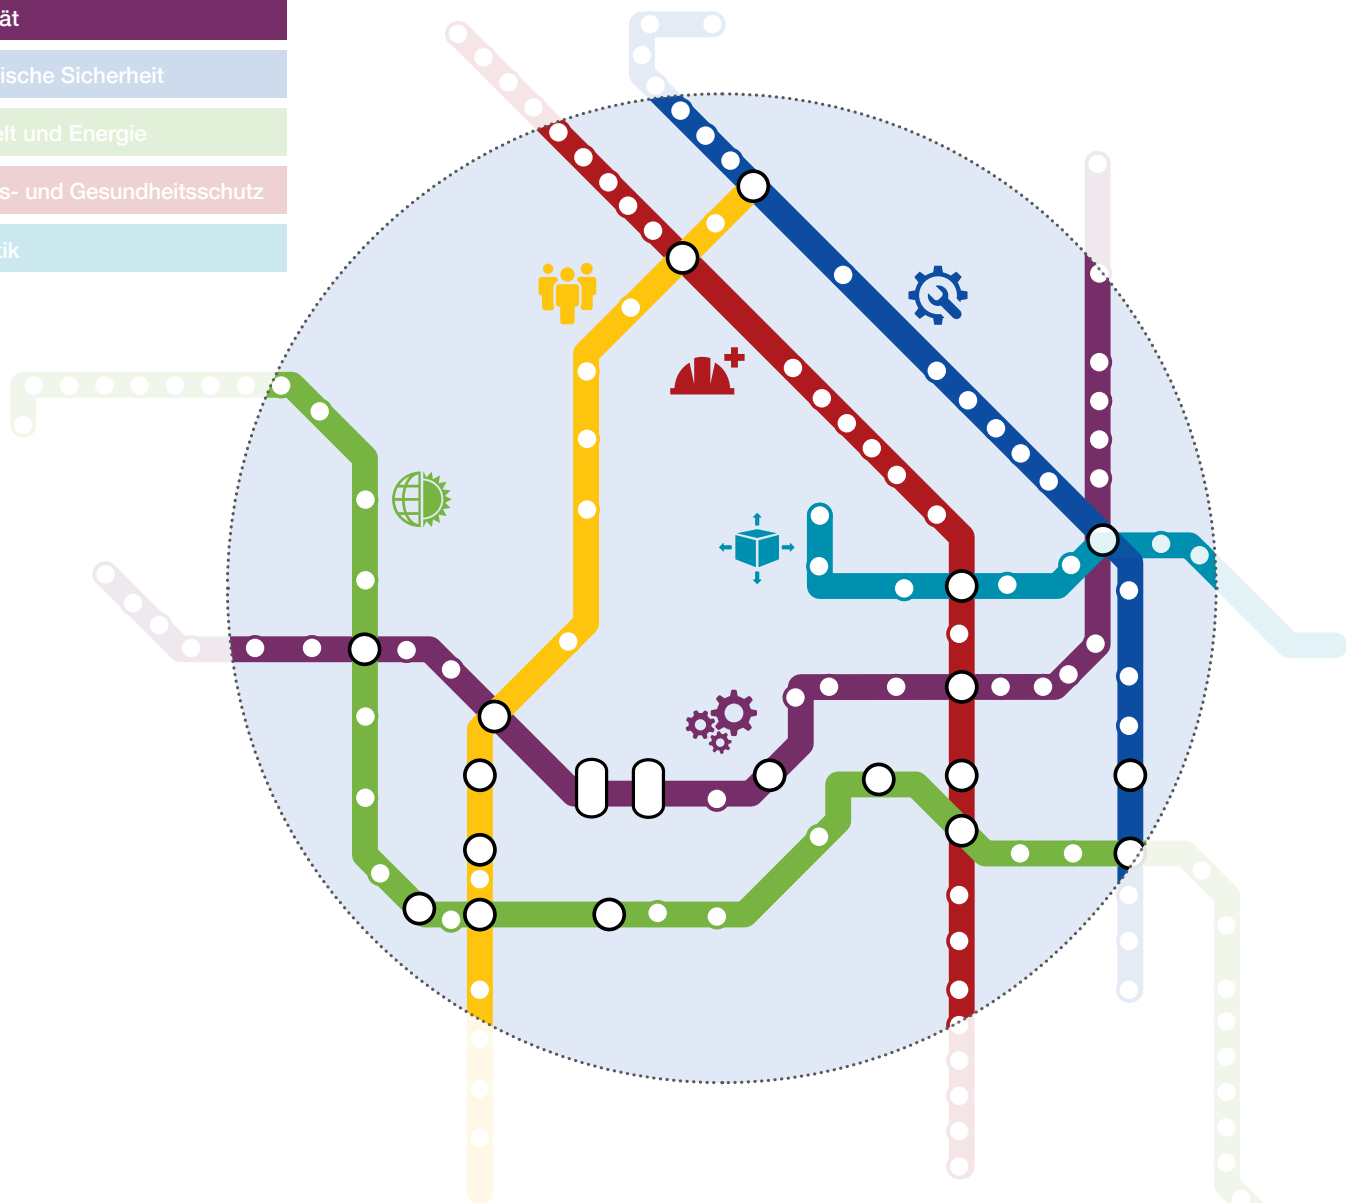 ät
ische Sicherheit
elt und Energie
s- und Gesundheitsschutz
tik